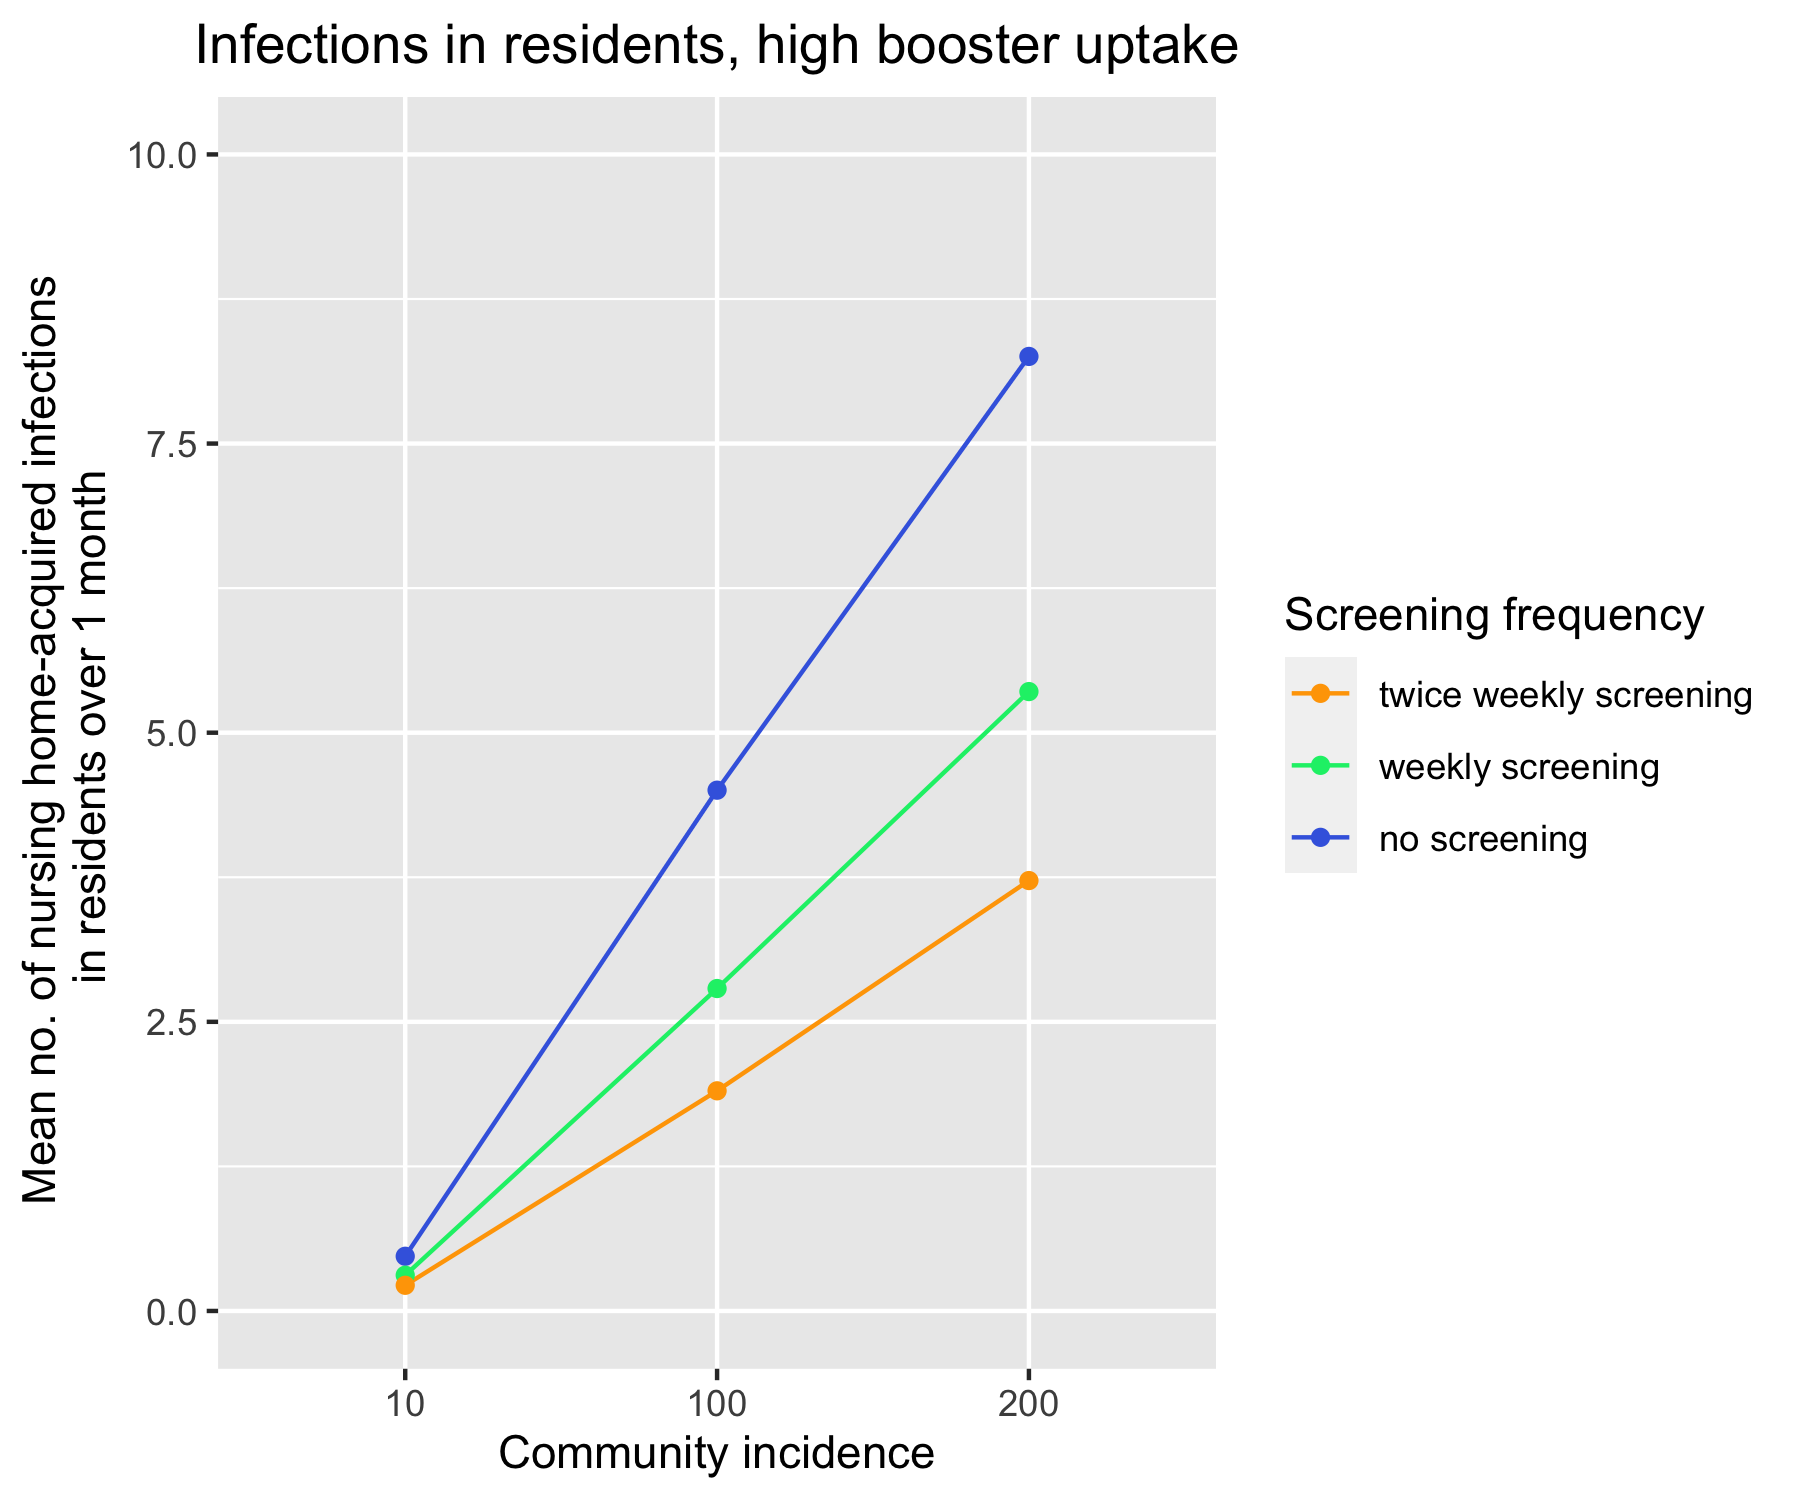 Infections in residents, high booster uptake
Mean no. of nursing home-acquired infections
in residents over 1 month
10.0
7.5
5.0
2.5
0.0
10
100
200
Community incidence
Screening frequency
twice weekly screening
weekly screening
no screening